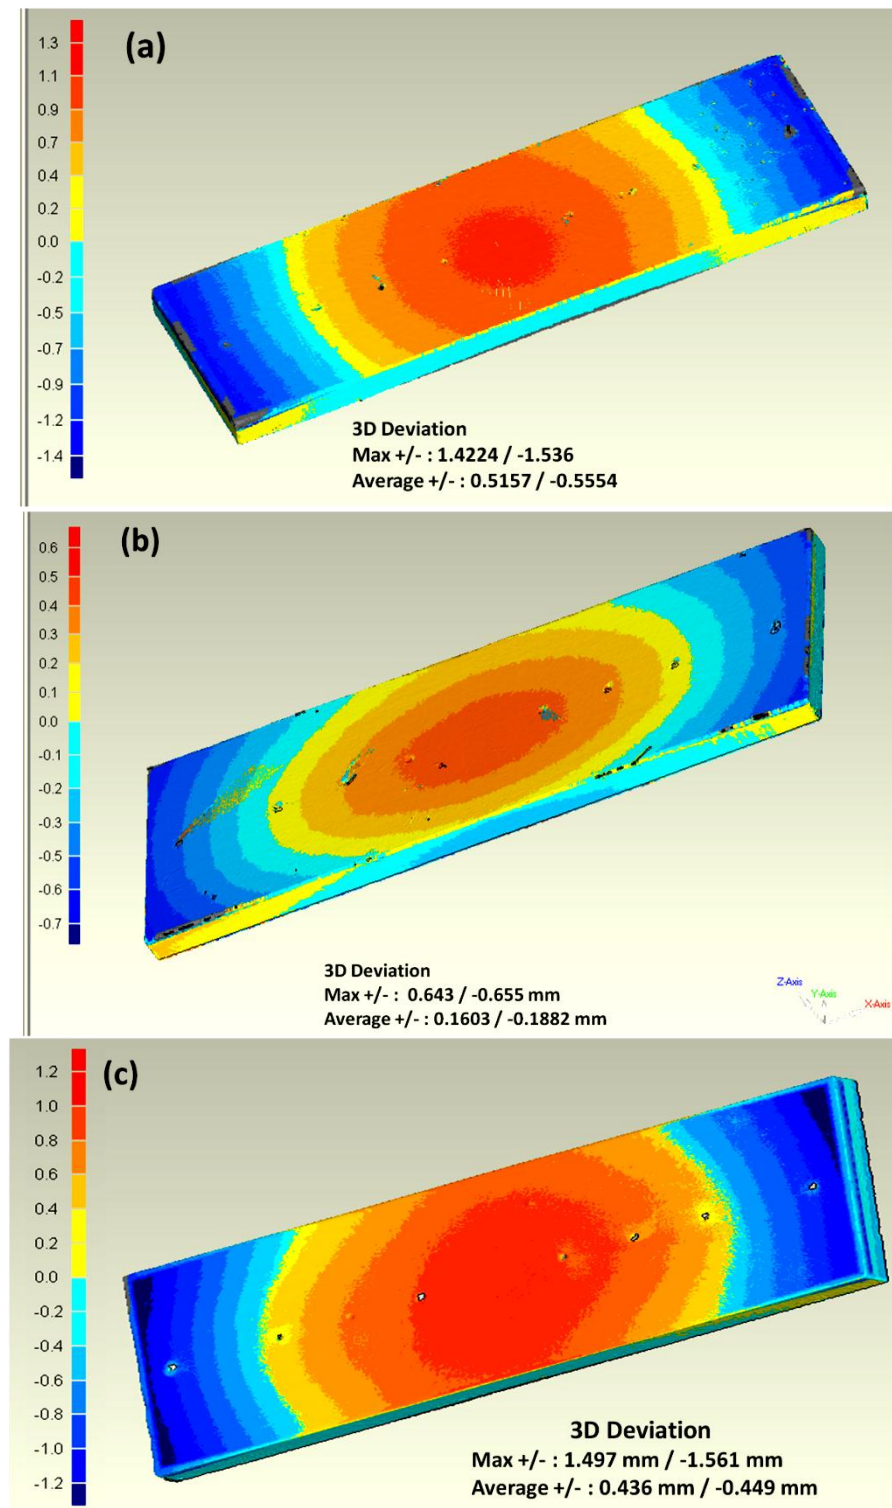 (a)
1.3
1.1
0.9
0.7
0.4
0.2
0.0
-0.2
-0.5
-0.7
-0.9
-1.2
-1.4
3D Deviation
Max +/- : 1.4224 / -1.536
Average +/- : 0.5157 / -0.5554
(b)
0.6
0.5
0.4
0.3
0.2
0.1
0.0
-0.1
-0.2
-0.3
-0.5
-0.6
-0.7
3D Deviation
Max +/- : 0.643 / -0.655 mm
Average +/- : 0.1603 / -0.1882 mm
Z-Axis
Y-Axis
X-Axis
(c)
1.2
1.0
0.8
0.6
0.4
0.2
0.0
-0.2
-0.4
-0.6
-0.8
-1.0
-1.2
3D Deviation
Max +/- : 1.497 mm / -1.561 mm
Average +/- : 0.436 mm / -0.449 mm